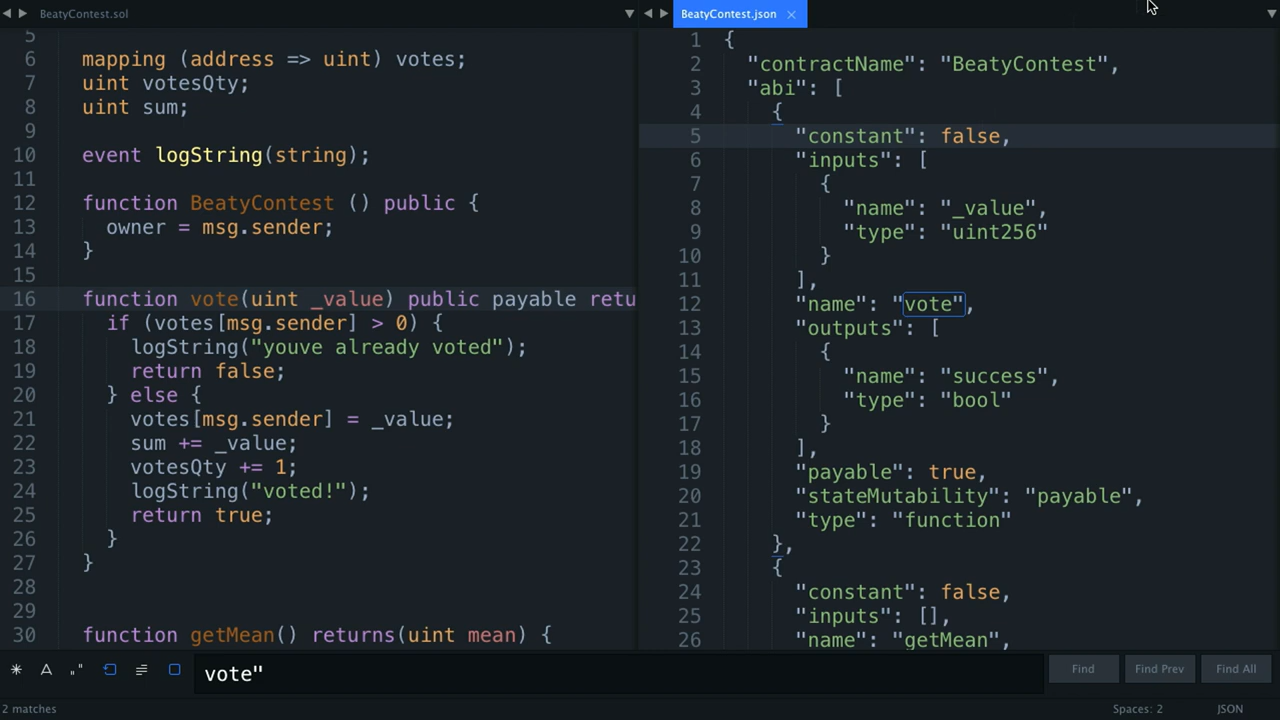 BeatyContest.sol
5
6 mapping (address => uint) votes;
7 uint votesQty;
8 uint sum;
9
10 event logString(string);
11
12 function BeatyContest () public {
13 owner = msg.sender;
14 }
15
16 function vote(uint _value) public payable retu
17 if (votes[msg.sender] > 0) {
18 logString("youve already voted");
19 return false;
20 } else {
21 votes[msg.sender] = _value;
22 sum += _value;
23 votesQty += 1;
24 logString("voted!");
25 return true;
26 }
27 }
28
29
30 function getMean() returns(uint mean) {
BeatyContest.json
1 {
2 "contractName": "BeatyContest",
3 "abi": [
4 {
5 "constant": false,
6 "inputs": [
7 {
8 "name": "_value",
9 "type": "uint256"
10 }
11 ],
12 "name": "vote",
13 "outputs": [
14 {
15 "name": "success",
16 "type": "bool"
17 }
18 ],
19 "payable": true,
20 "stateMutability": "payable",
21 "type": "function"
22 },
23 {
24 "constant": false,
25 "inputs": [],
26 "name": "getMean",
vote"
Find
Find Prev
Find All
2 matches
Spaces: 2
JSON